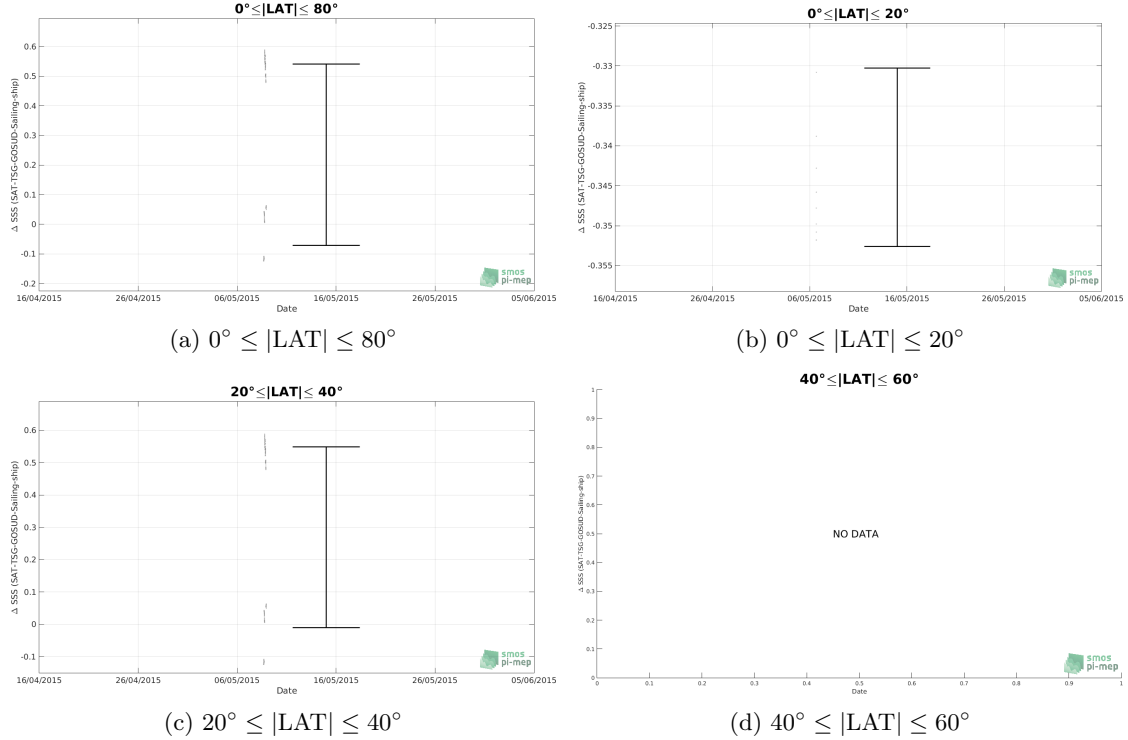 0°≤|LAT|≤ 80°
Δ SSS (SAT-TSG-GOSUD-Sailing-ship)
0.6
0.5
0.4
0.3
0.2
0.1
0
-0.1
-0.2
16/04/2015 26/04/2015 06/05/2015 16/05/2015 26/05/2015 05/06/2015
Date
smos
pi-mep
(a) 0° ≤ |LAT| ≤ 80°
0°≤|LAT|≤ 20°
Δ SSS (SAT-TSG-GOSUD-Sailing-ship)
-0.325
-0.33
-0.335
-0.34
-0.345
-0.35
-0.355
16/04/2015 26/04/2015 06/05/2015 16/05/2015 26/05/2015 05/06/2015
Date
smos
pi-mep
(b) 0° ≤ |LAT| ≤ 20°
20°≤|LAT|≤ 40°
Δ SSS (SAT-TSG-GOSUD-Sailing-ship)
0.6
0.5
0.4
0.3
0.2
0.1
0
-0.1
16/04/2015 26/04/2015 06/05/2015 16/05/2015 26/05/2015 05/06/2015
Date
smos
pi-mep
(c) 20° ≤ |LAT| ≤ 40°
40°≤|LAT|≤ 60°
Δ SSS (SAT-TSG-GOSUD-Sailing-ship)
1
0.9
0.8
0.7
0.6
0.5
0.4
0.3
0.2
0.1
0
NO DATA
0 0.1 0.2 0.3 0.4 0.5 0.6 0.7 0.8 0.9 1
Date
smos
pi-mep
(d) 40° ≤ |LAT| ≤ 60°